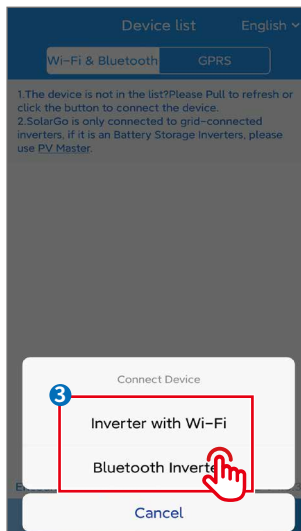 Device list English
Wi-Fi & Bluetooth GPRS
1.The device is not in the list?Please Pull to refresh or
click the button to connect the device.
2.SolarGo is only connected to grid-connected
inverters, if it is an Battery Storage Inverters, please
use PV Master.
3
Connect Device
Inverter with Wi-Fi
Bluetooth Inverte
Cancel